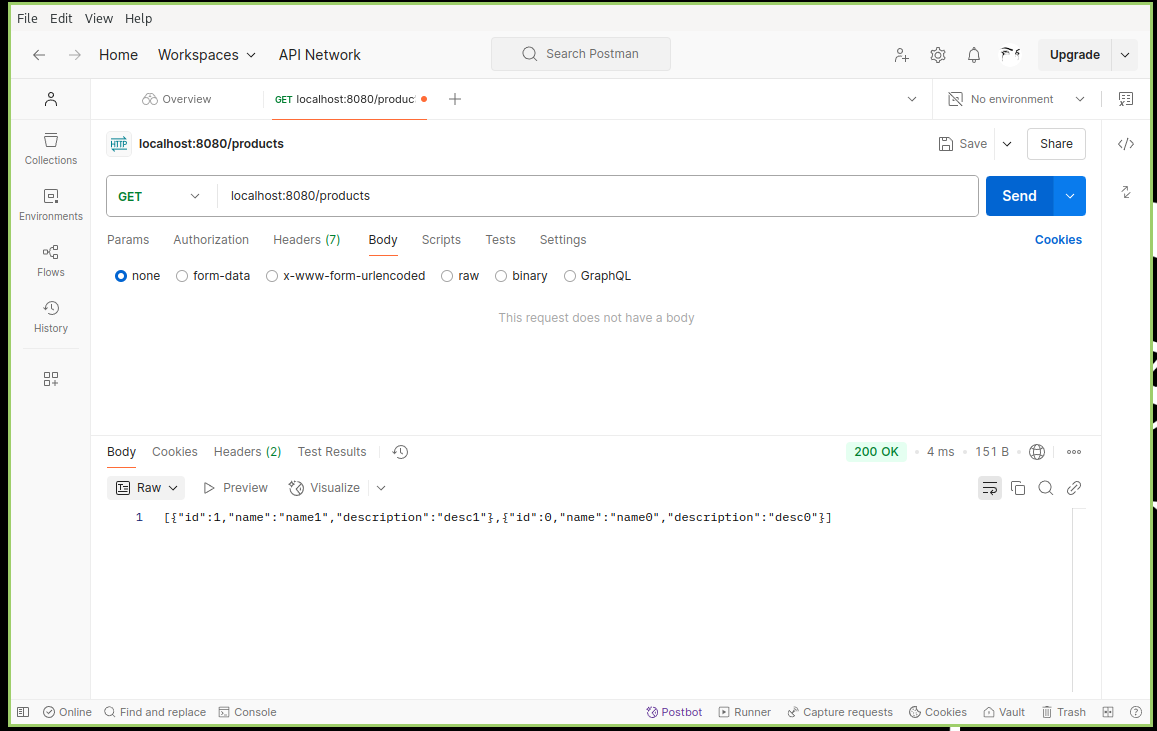 File Edit View Help
Home Workspaces API Network Search Postman Upgrade
Overview GET localhost:8080/produc No environment
HTTP localhost:8080/products Save Share
Collections
Environments
Flows
History
GET localhost:8080/products Send
Params Authorization Headers (7) Body Scripts Tests Settings Cookies
none form-data x-www-form-urlencoded raw binary GraphQL
This request does not have a body
Body Cookies Headers (2) Test Results 200 OK • 4 ms • 151 B •
Raw Preview Visualize
1 [{"id":1,"name":"name1","description":"desc1"},{"id":0,"name":"name0","description":"desc0"}]
Online Find and replace Console Postbot Runner Capture requests Cookies Vault Trash